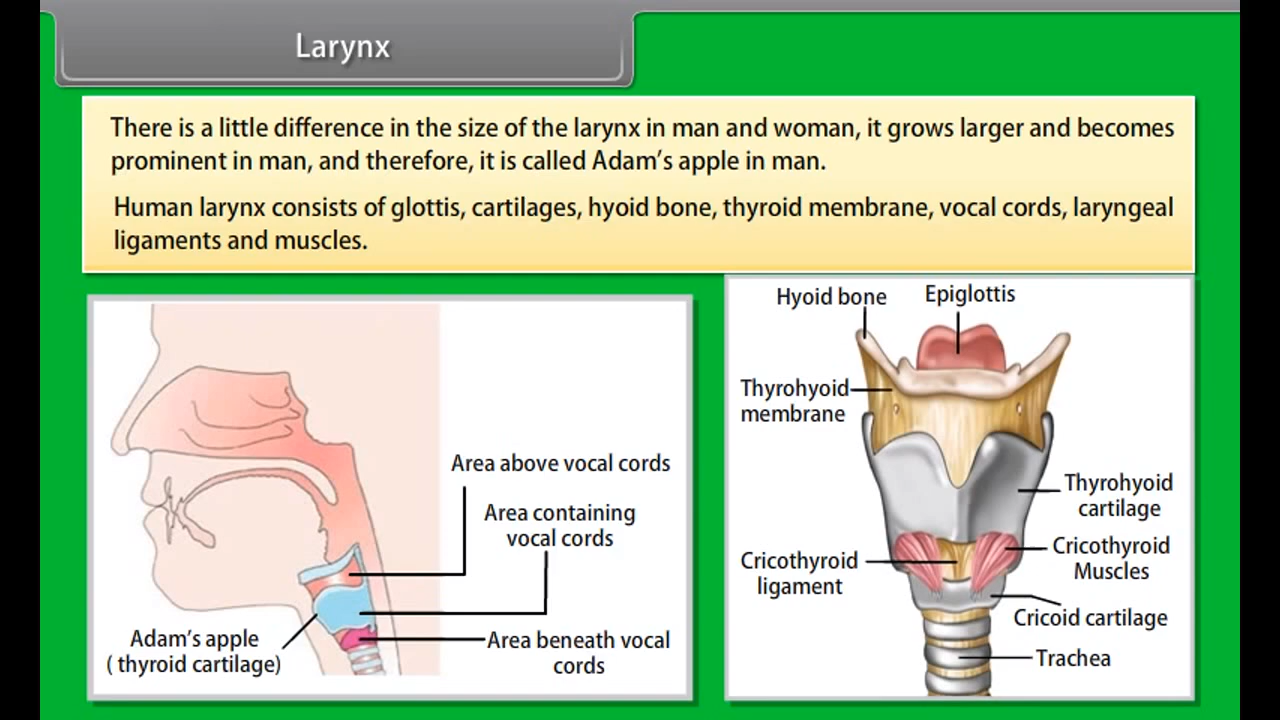 Larynx
There is a little difference in the size of the larynx in man and woman, it grows larger and becomes
prominent in man, and therefore, it is called Adam's apple in man.
Human larynx consists of glottis, cartilages, hyoid bone, thyroid membrane, vocal cords, laryngeal
ligaments and muscles.
Area above vocal cords
Area containing
vocal cords
Adam's apple
( thyroid cartilage)
Area beneath vocal
cords
Hyoid bone
Epiglottis
Thyrohyoid
membrane
Thyrohyoid
cartilage
Cricothyroid
ligament
Cricothyroid
Muscles
Cricoid cartilage
Trachea